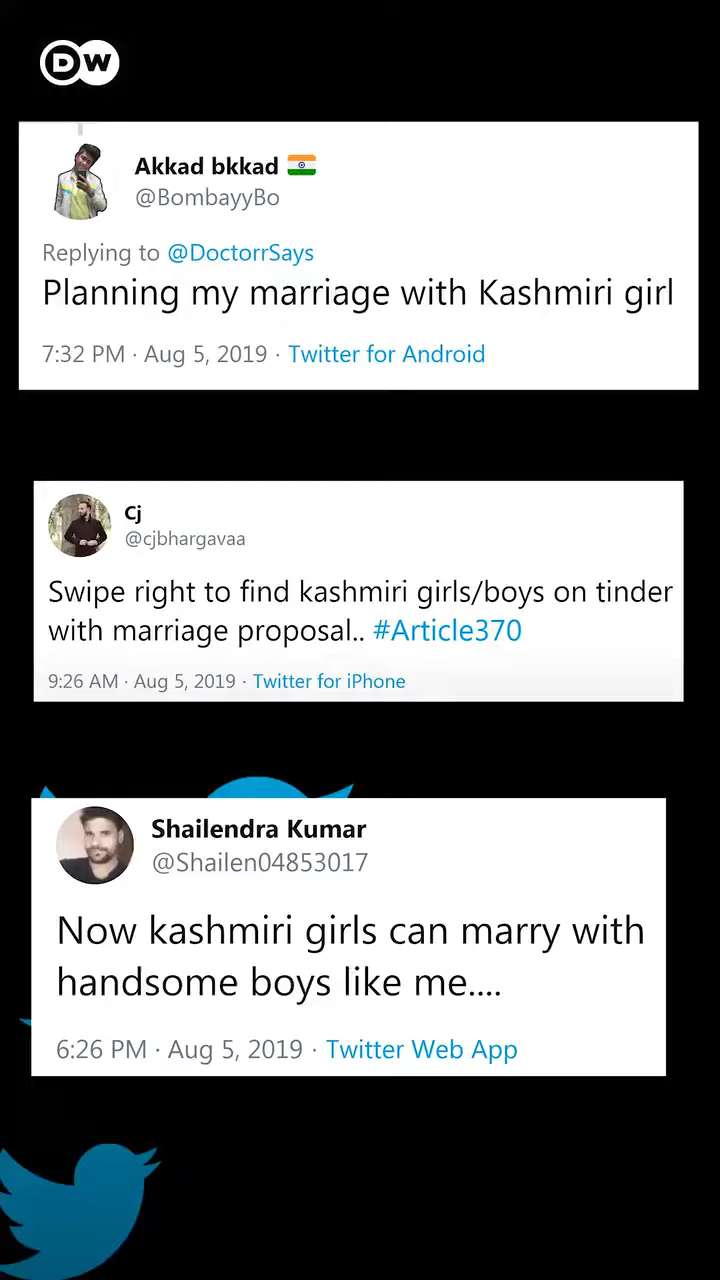 DW
Akkad bkkad
@BombayyBo
Replying to @DoctorrSays
Planning my marriage with Kashmiri girl
7:32 PM · Aug 5, 2019 · Twitter for Android
Cj
@cjbhargavaa
Swipe right to find kashmiri girls/boys on tinder
with marriage proposal.. #Article370
9:26 AM · Aug 5, 2019 · Twitter for iPhone
Shailendra Kumar
@Shailen04853017
Now kashmiri girls can marry with
handsome boys like me....
6:26 PM · Aug 5, 2019 · Twitter Web App